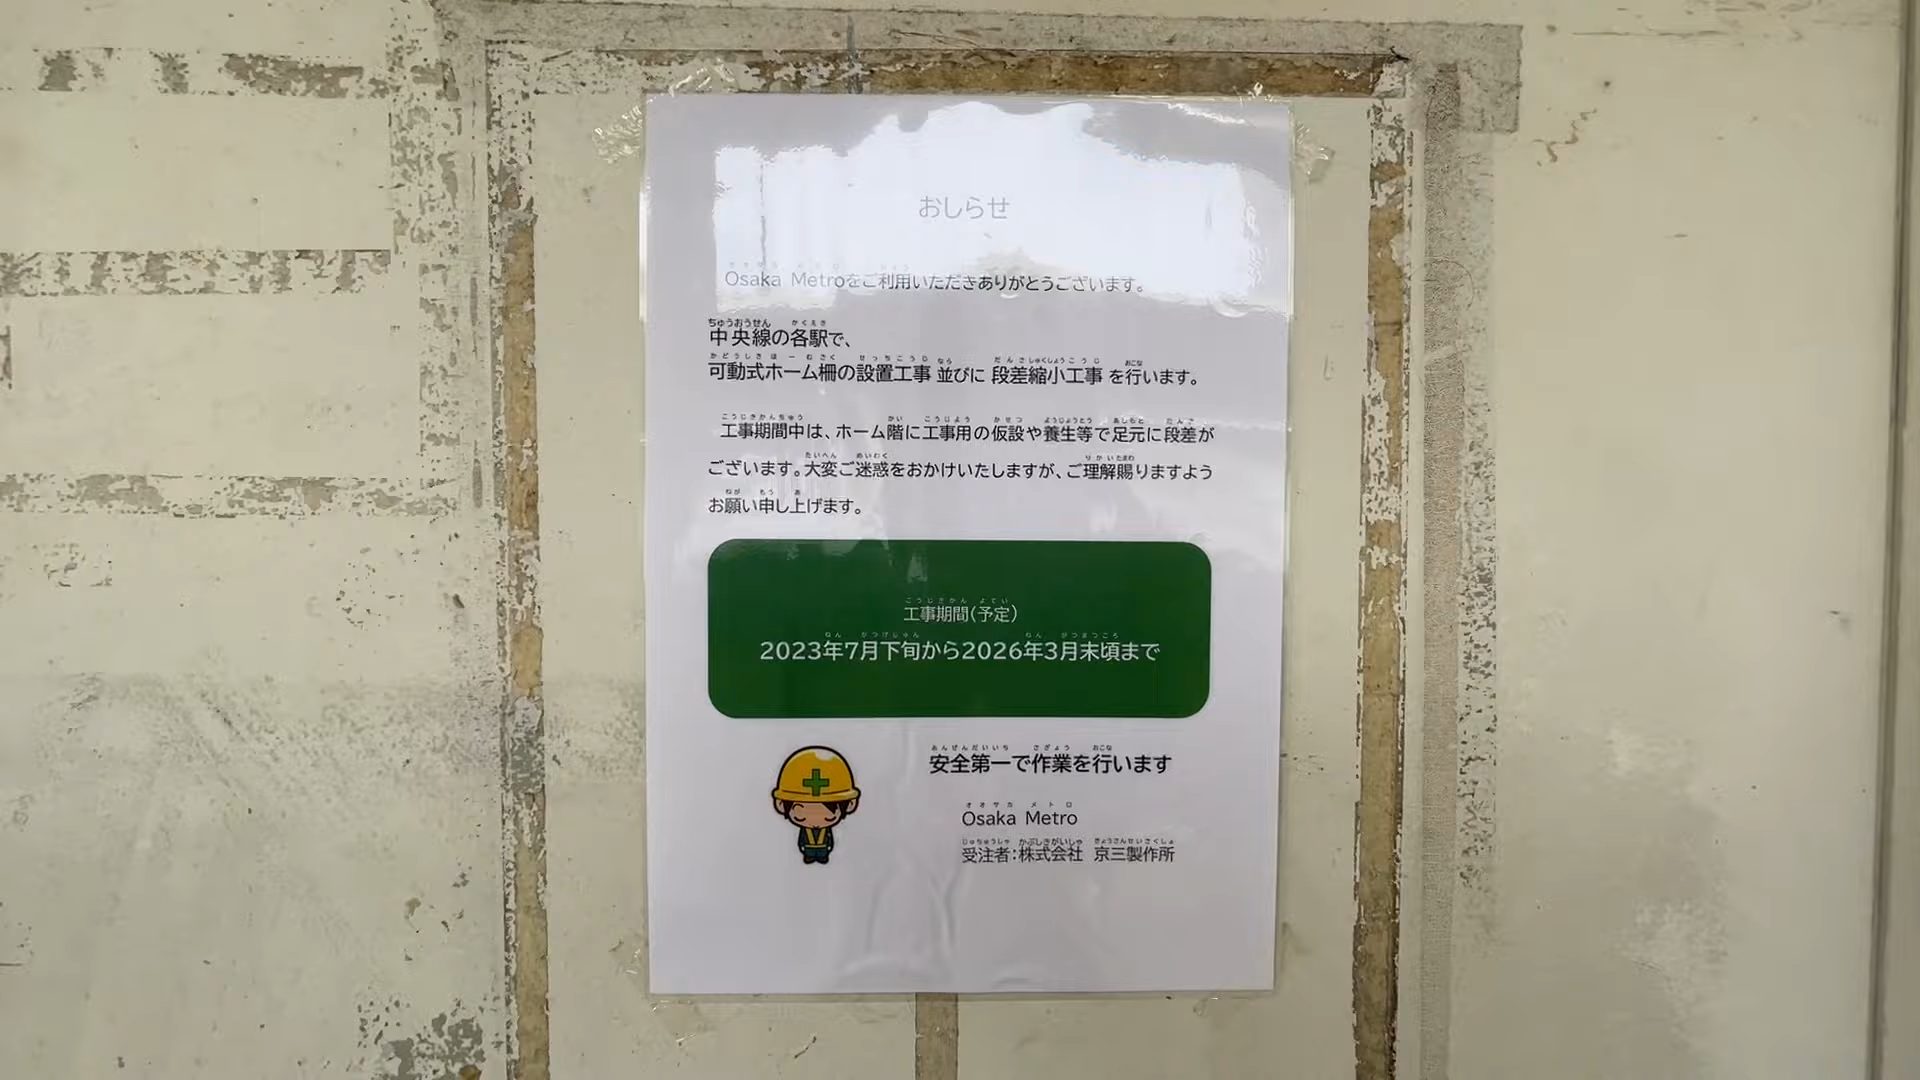 おしらせ
Osaka Metroをご利用いただきありがとうございます。
中央線の各駅で、
可動式ホーム柵の設置工事 並びに 段差縮小工事 を行います。
工事期間中は、ホーム階に工事用の仮設や養生等で足元に段差が
ございます。大変ご迷惑をおかけいたしますが、ご理解賜りますよう
お願い申し上げます。
工事期間(予定)
2023年7月下旬から2026年3月末頃まで
安全第一で作業を行います
Osaka Metro
受注者:株式会社 京三製作所